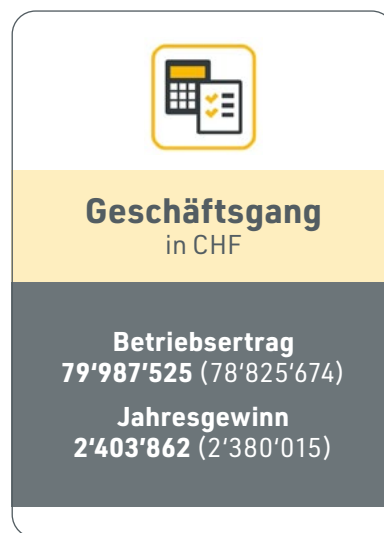 Geschäftsgang
in CHF
Betriebsertrag
79'987'525 (78'825'674)
Jahresgewinn
2'403'862 (2'380'015)